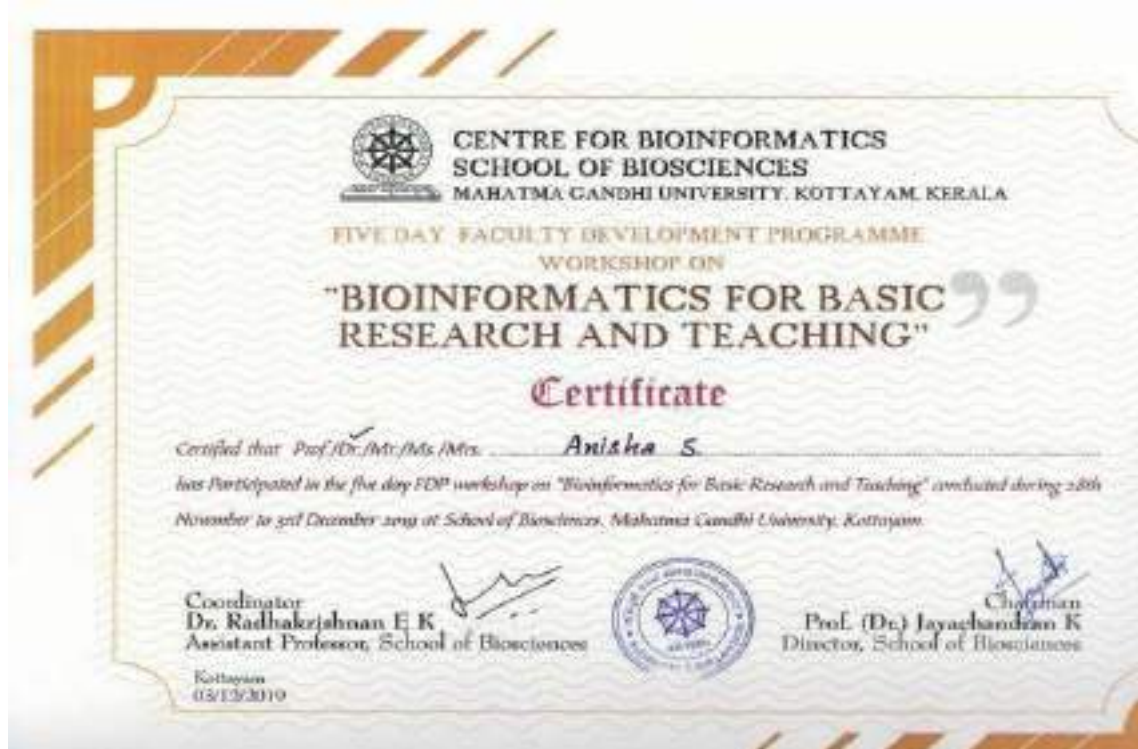 CENTRE FOR BIOINFORMATICS
SCHOOL OF BIOSCIENCES
MAHATMA GANDHI UNIVERSITY. KOTTAYAM. KERALA
FIVE DAY FACULTY DEVELOPMENT PROGRAMME
WORKSHOP ON
"BIOINFORMATICS FOR BASIC
RESEARCH AND TEACHING"
Certificate
Certified that Prof./Dr./Mr./Ms./Mrs. Anisha S.
has Participated in the five day FDP workshop on "Bioinformatics for Basic Research and Teaching" conducted during 28th
November to 3rd December 2019 at School of Biosciences, Mahatma Gandhi University, Kottayam.
Coordinator
Dr. Radhakrishnan E K
Assistant Professor, School of Biosciences
Chairman
Prof. (Dr.) Jayachandran K
Director, School of Biosciences
Kottayam
03/12/2019